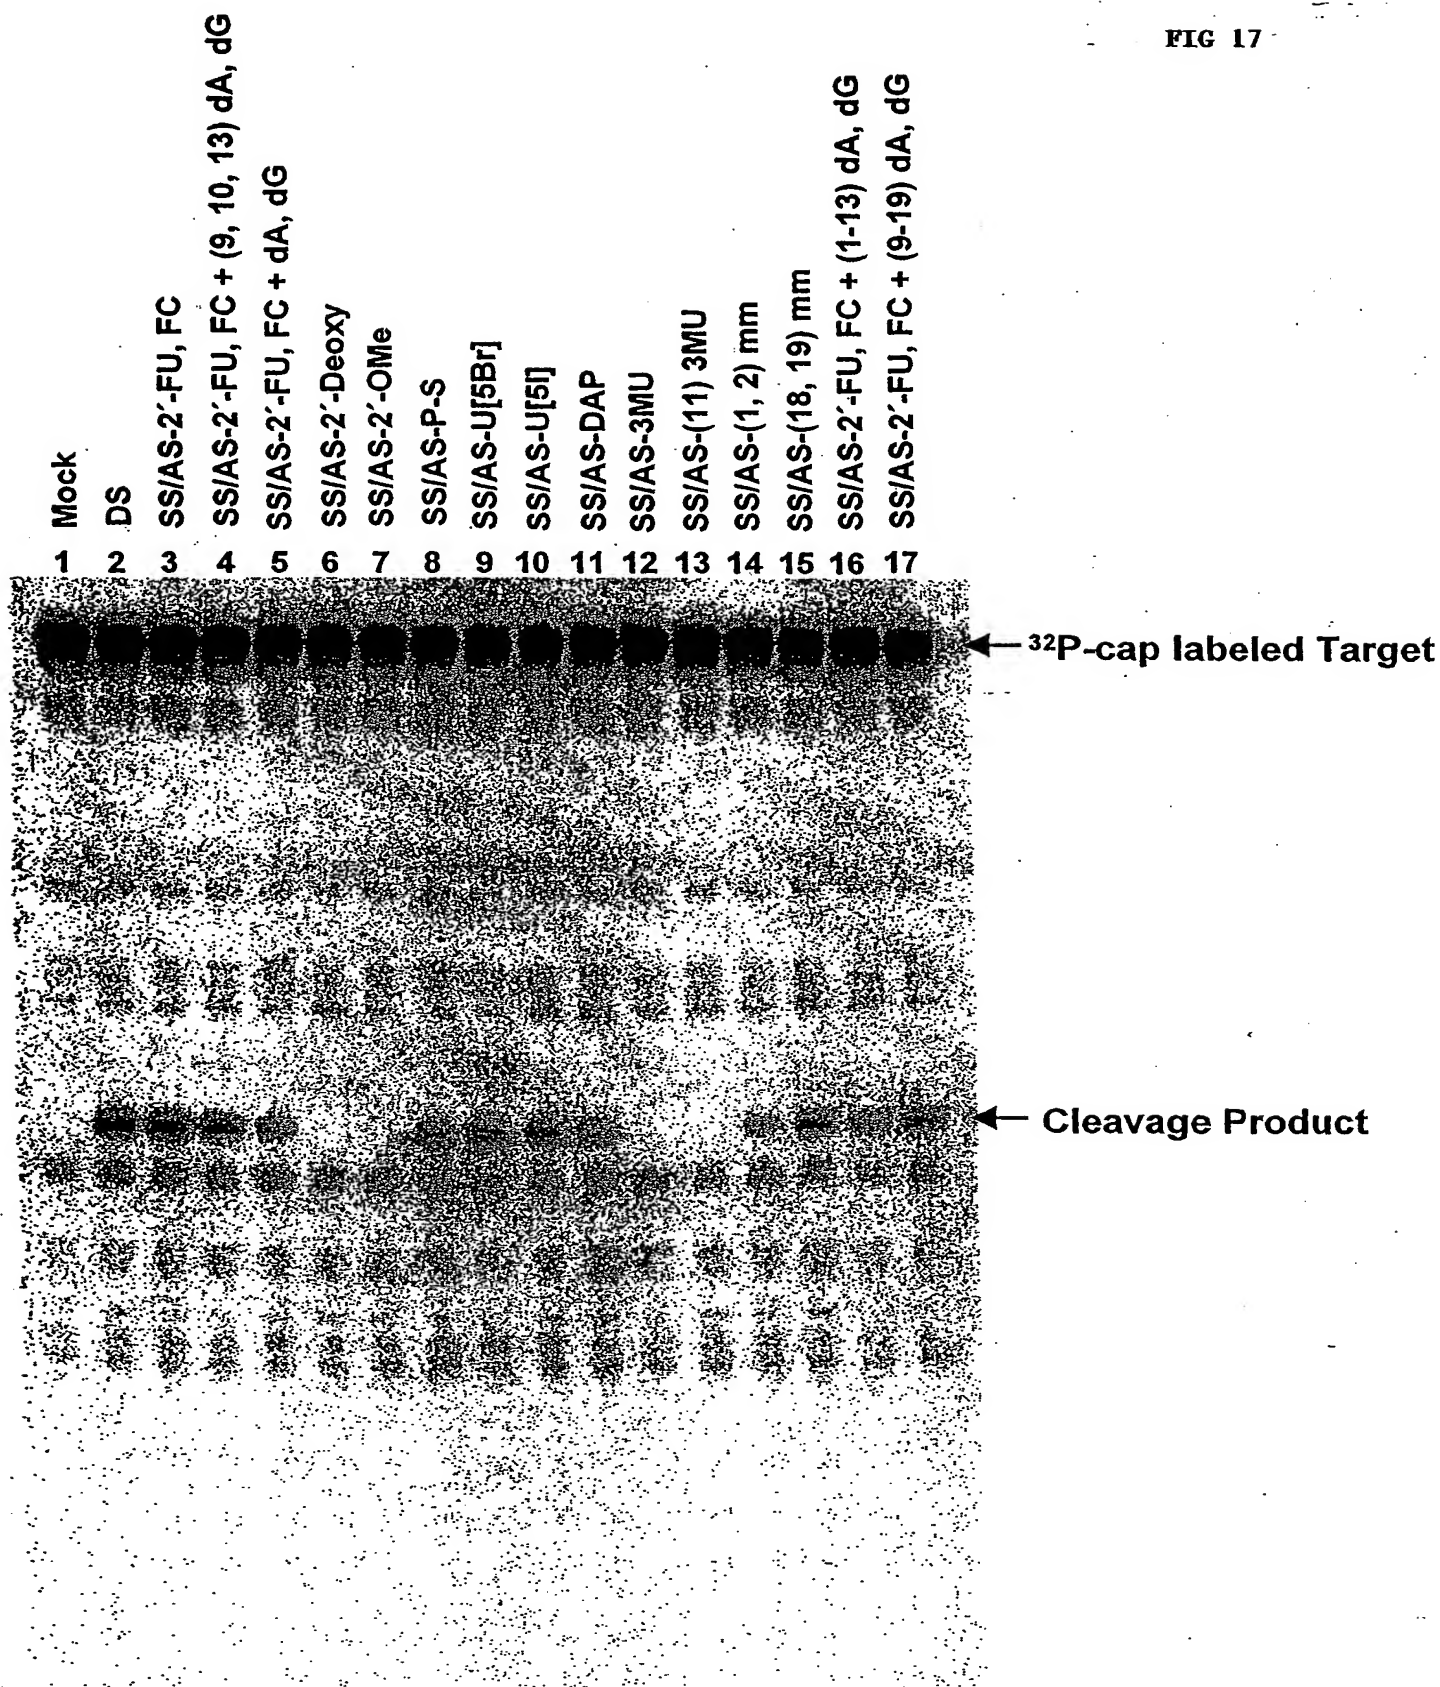 FIG 17
Mock
DS
SS/AS-2′-FU, FC
SS/AS-2′-FU, FC + (9, 10, 13) dA, dG
SS/AS-2′-FU, FC + dA, dG
SS/AS-2′-Deoxy
SS/AS-2′-OMe
SS/AS-P-S
SS/AS-U[5Br]
SS/AS-U[5I]
SS/AS-DAP
SS/AS-3MU
SS/AS-(11) 3MU
SS/AS-(1, 2) mm
SS/AS-(18, 19) mm
SS/AS-2′-FU, FC + (1-13) dA, dG
SS/AS-2′-FU, FC + (9-19) dA, dG
1 2 3 4 5 6 7 8 9 10 11 12 13 14 15 16 17
³²P-cap labeled Target
Cleavage Product